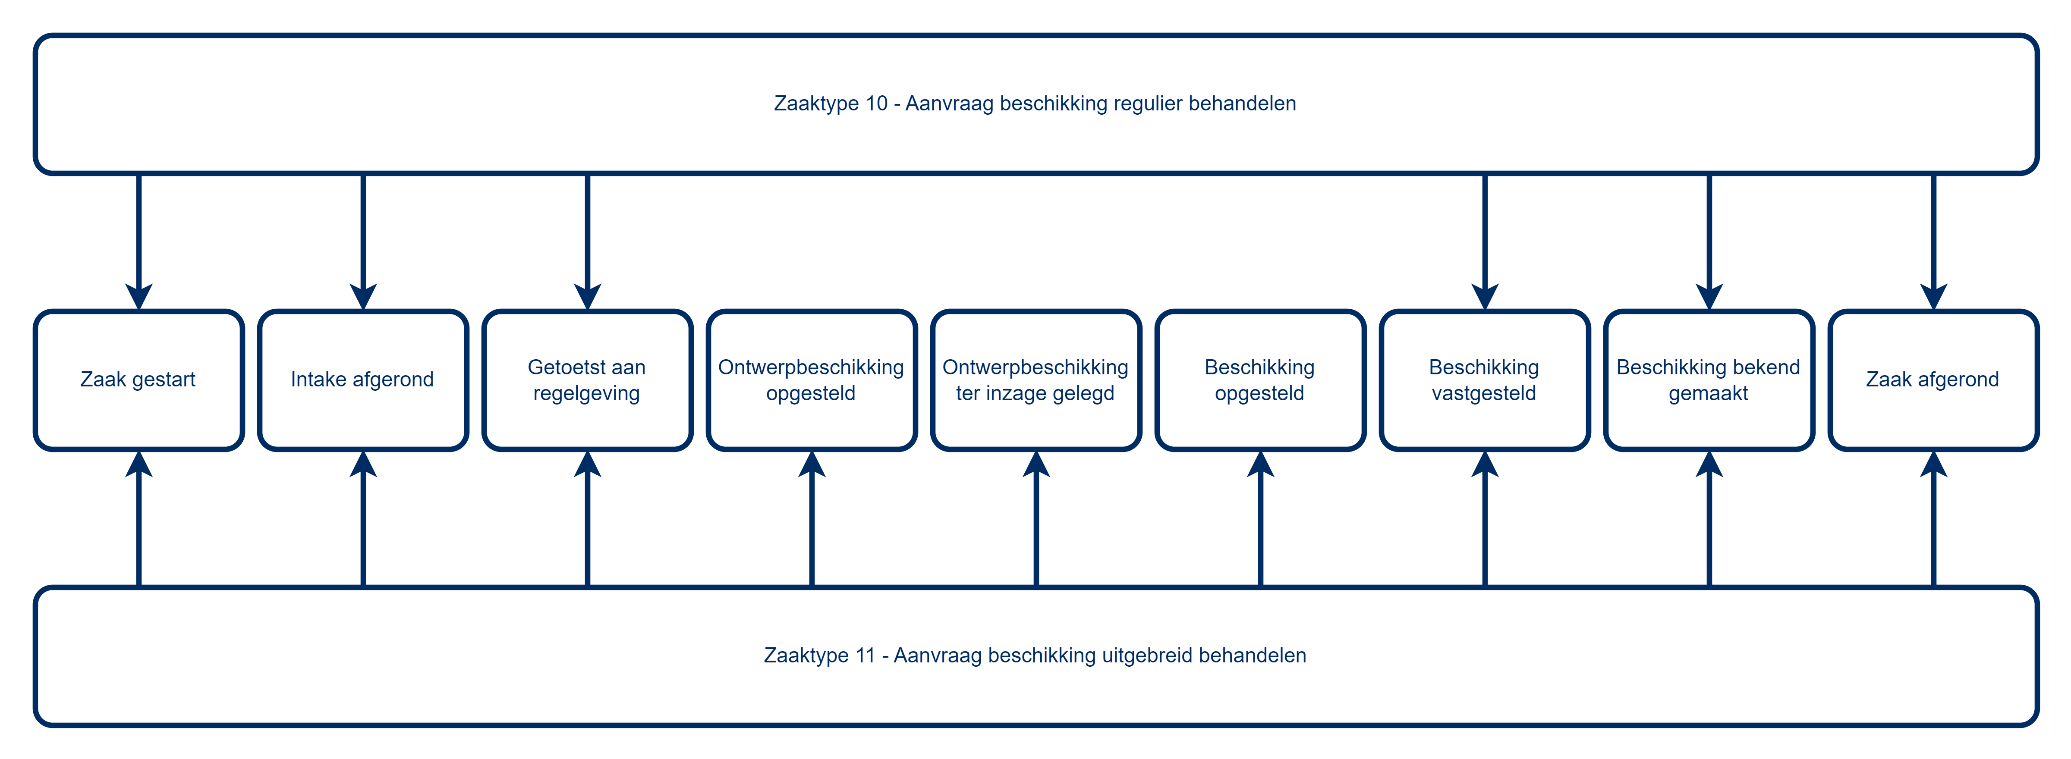 Zaaktype 10 - Aanvraag beschikking regulier behandelen
Zaak gestart
Intake afgerond
Getoetst aan
regelgeving
Ontwerpbeschikking
opgesteld
Ontwerpbeschikking
ter inzage gelegd
Beschikking
opgesteld
Beschikking
vastgesteld
Beschikking bekend
gemaakt
Zaak afgerond
Zaaktype 11 - Aanvraag beschikking uitgebreid behandelen